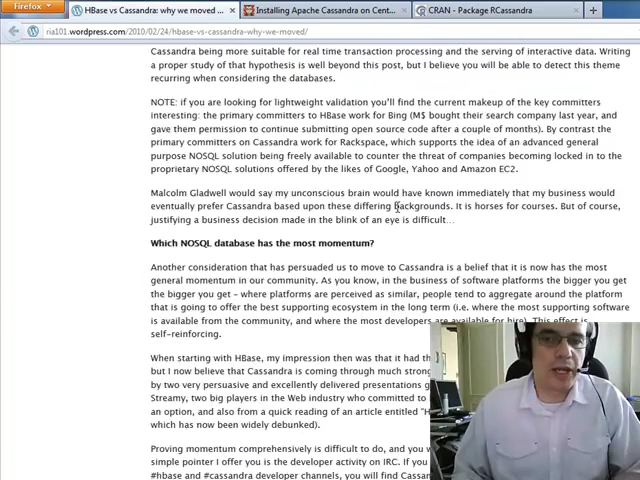 Firefox
HBase vs Cassandra: why we moved ...
Installing Apache Cassandra on Cent...
CRAN - Package RCassandra
ria101.wordpress.com/2010/02/24/hbase-vs-cassandra-why-we-moved/
Cassandra being more suitable for real time transaction processing and the serving of interactive data. Writing
a proper study of that hypothesis is well beyond this post, but I believe you will be able to detect this theme
recurring when considering the databases.
NOTE: if you are looking for lightweight validation you'll find the current makeup of the key committers
interesting: the primary committers to HBase work for Bing (M$ bought their search company last year, and
gave them permission to continue submitting open source code after a couple of months). By contrast the
primary committers on Cassandra work for Rackspace, which supports the idea of an advanced general
purpose NOSQL solution being freely available to counter the threat of companies becoming locked in to the
proprietary NOSQL solutions offered by the likes of Google, Yahoo and Amazon EC2.
Malcolm Gladwell would say my unconscious brain would have known immediately that my business would
eventually prefer Cassandra based upon these differing backgrounds. It is horses for courses. But of course,
justifying a business decision made in the blink of an eye is difficult...
Which NOSQL database has the most momentum?
Another consideration that has persuaded us to move to Cassandra is a belief that it is now has the most
general momentum in our community. As you know, in the business of software platforms the bigger you get
the bigger you get – where platforms are perceived as similar, people tend to aggregate around the platform
that is going to offer the best supporting ecosystem in the long term (i.e. where the most supporting software
is available from the community, and where the most developers are available for hire). This effect is
self-reinforcing.
When starting with HBase, my impression then was that it had th
but I now believe that Cassandra is coming through much strong
by two very persuasive and excellently delivered presentations
Streamy, two big players in the Web industry who committed to
an option, and also from a quick reading of an article entitled "H
which has now been widely debunked).
Proving momentum comprehensively is difficult to do, and you w
simple pointer I offer you is the developer activity on IRC. If you
#hbase and #cassandra developer channels, you will find Cassan